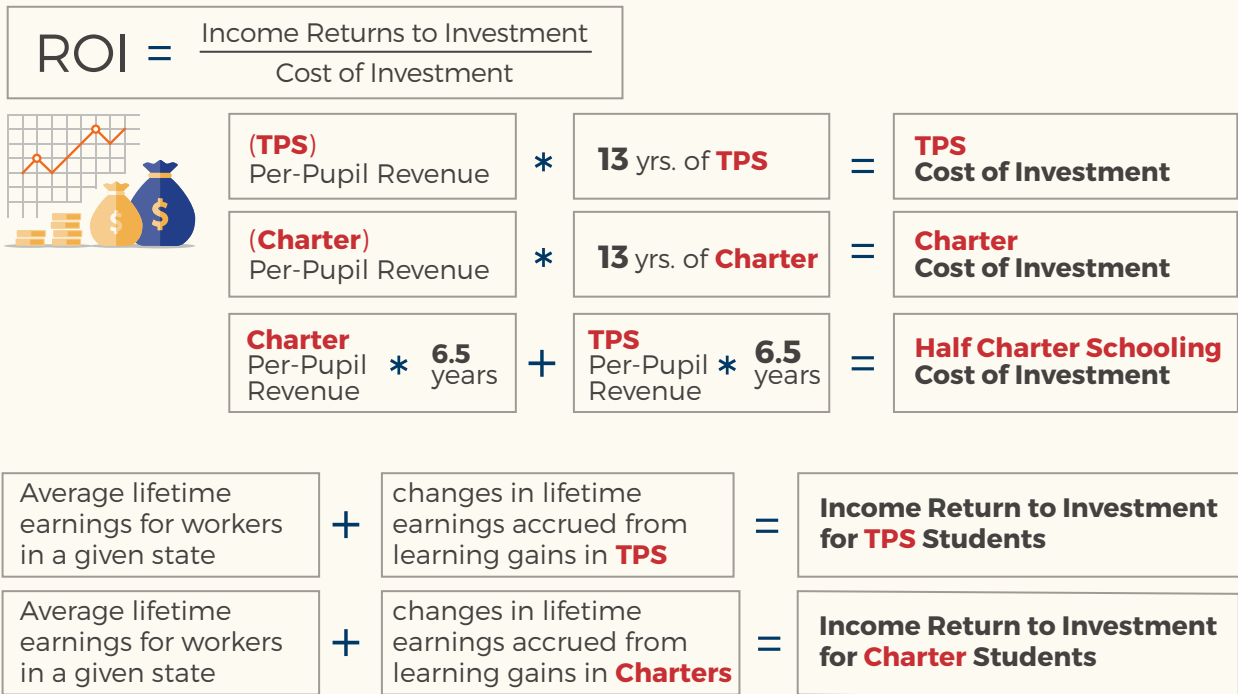 ROI = Income Returns to Investment
Cost of Investment
$ $
(TPS)
Per-Pupil Revenue
*
13 yrs. of TPS
=
TPS
Cost of Investment
(Charter)
Per-Pupil Revenue
*
13 yrs. of Charter
=
Charter
Cost of Investment
Charter
Per-Pupil
Revenue
*
6.5
years
+
TPS
Per-Pupil
Revenue
*
6.5
years
=
Half Charter Schooling
Cost of Investment
Average lifetime
earnings for workers
in a given state
+
changes in lifetime
earnings accrued from
learning gains in TPS
=
Income Return to Investment
for TPS Students
Average lifetime
earnings for workers
in a given state
+
changes in lifetime
earnings accrued from
learning gains in Charters
=
Income Return to Investment
for Charter Students